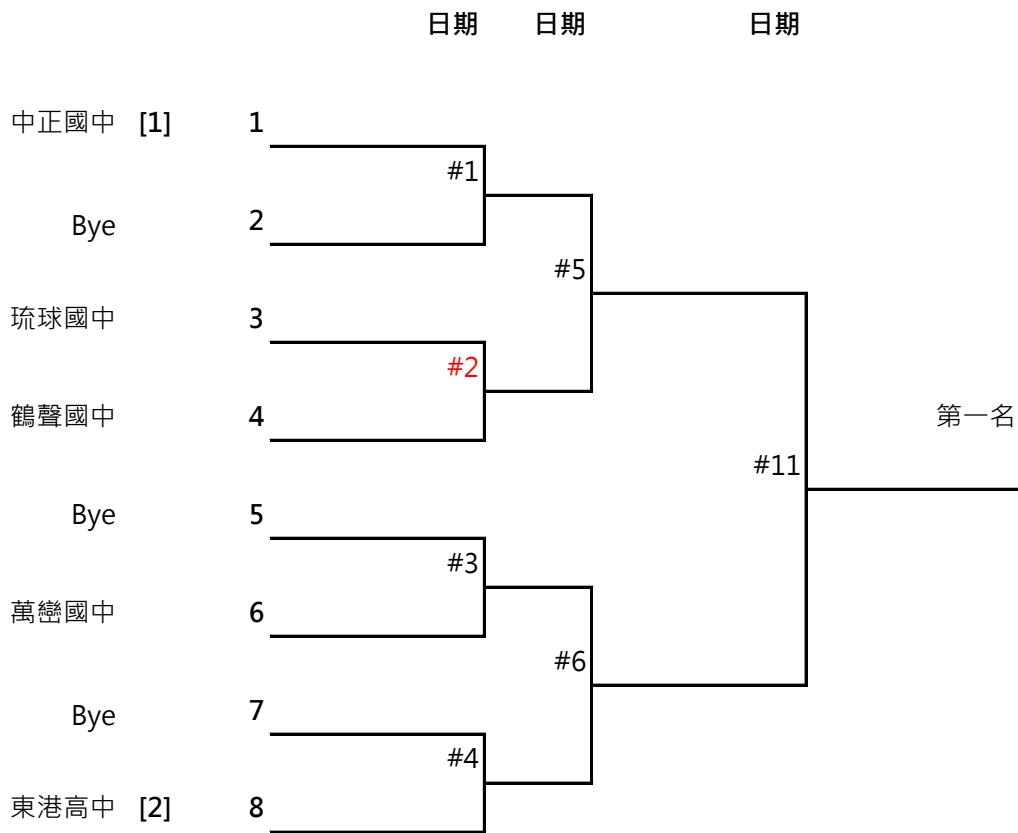 日期 日期 日期
中正國中 [1] 1
#1
Bye 2
#5
琉球國中 3
#2
鶴聲國中 4 第一名
#11
Bye 5
#3
萬巒國中 6
#6
Bye 7
#4
東港高中 [2] 8